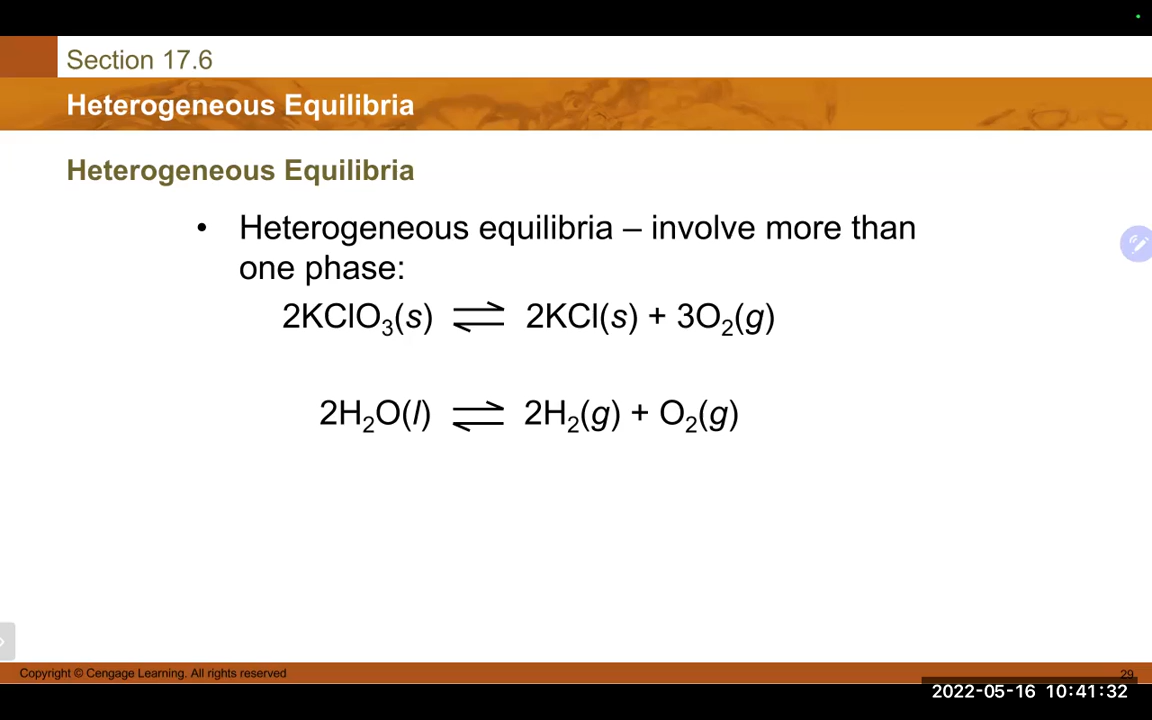 Section 17.6
Heterogeneous Equilibria
Heterogeneous Equilibria
• Heterogeneous equilibria – involve more than
one phase:
2KClO₃(s) ⇌ 2KCl(s) + 3O₂(g)
2H₂O(l) ⇌ 2H₂(g) + O₂(g)
Copyright © Cengage Learning. All rights reserved
29
2022-05-16 10:41:32